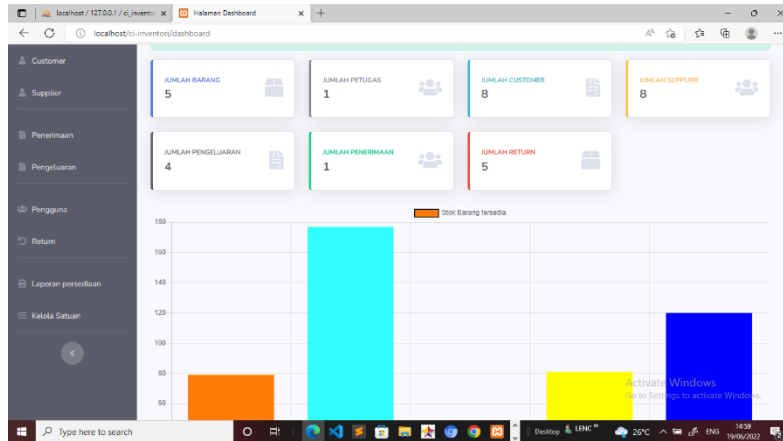 localhost / 127.0.0.1 / ci_invento
Halaman Dashboard
localhost/ci-inventori/dashboard
Customer
Supplier
Penerimaan
Pengeluaran
Pengguna
Return
Laporan persediaan
Kelola Satuan
JUMLAH BARANG
5
JUMLAH PETUGAS
1
JUMLAH CUSTOMER
8
JUMLAH SUPPLIER
8
JUMLAH PENGELUARAN
4
JUMLAH PENERIMAAN
1
JUMLAH RETURN
5
Stok Barang tersedia
180
160
140
120
100
80
60
Activate Windows
Go to Settings to activate Windows.
Type here to search
Desktop
LENC
26°C
ENG
14:59
19/06/2022